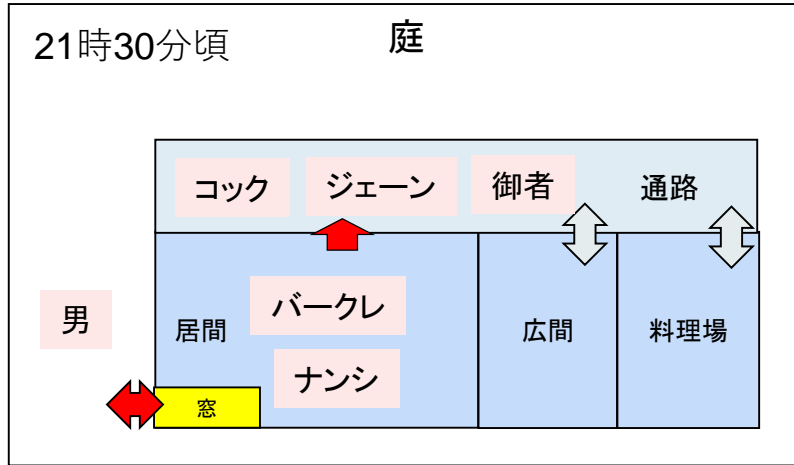 21時30分頃
庭
コック
ジェーン
御者
通路
男
居間
バークレ
ナンシ
広間
料理場
窓